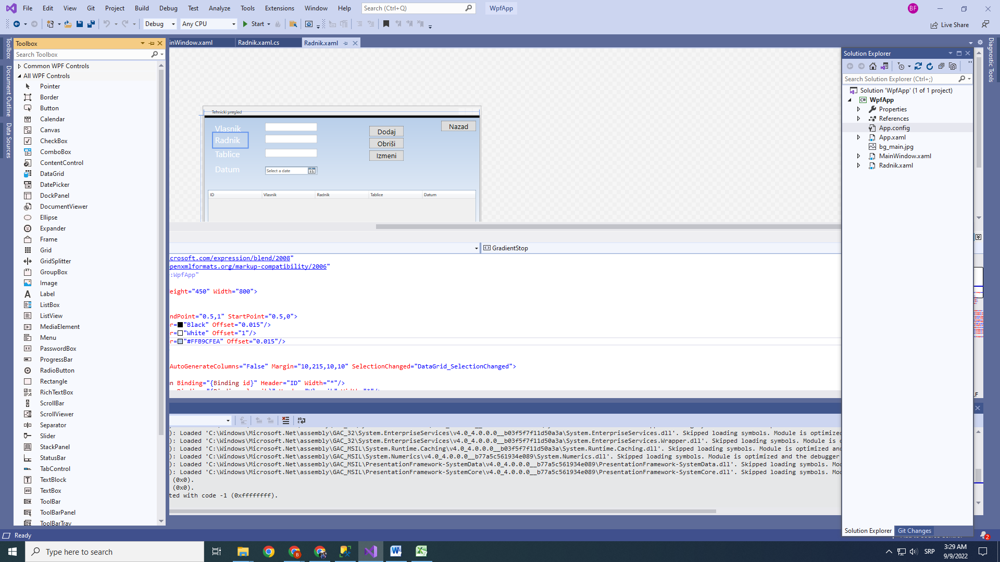 File Edit View Git Project Build Debug Test Analyze Tools Extensions Window Help Search (Ctrl+Q) WpfApp BF
Debug Any CPU Start Live Share
Toolbox
Document Outline
Data Sources
Toolbox
Search Toolbox
Common WPF Controls
All WPF Controls
Pointer
Border
Button
Calendar
Canvas
CheckBox
ComboBox
ContentControl
DataGrid
DatePicker
DockPanel
DocumentViewer
Ellipse
Expander
Frame
Grid
GridSplitter
GroupBox
Image
Label
ListBox
ListView
MediaElement
Menu
PasswordBox
ProgressBar
RadioButton
Rectangle
RichTextBox
ScrollBar
ScrollViewer
Separator
Slider
StackPanel
StatusBar
TabControl
TextBlock
TextBox
ToolBar
ToolBarPanel
ToolBarTray
inWindow.xaml Radnik.xaml.cs Radnik.xaml
Tehnicki pregled
Vlasnik Dodaj Nazad
Radnik Obriši
Tablice Izmeni
Datum Select a date 15
ID Vlasnik Radnik Tablice Datum
GradientStop
crosoft.com/expression/blend/2008"
penxmlformats.org/markup-compatibility/2006"
:WpfApp"
eight="450" Width="800">
ndPoint="0.5,1" StartPoint="0.5,0">
r="Black" Offset="0.015"/>
r="White" Offset="1"/>
r="#FFB9CFEA" Offset="0.015"/>
AutoGenerateColumns="False" Margin="10,215,10,10" SelectionChanged="DataGrid_SelectionChanged">
n Binding="{Binding id}" Header="ID" Width="*"/>
): Loaded 'C:\Windows\Microsoft.Net\assembly\GAC_32\System.EnterpriseServices\v4.0_4.0.0.0__b03f5f7f11d50a3a\System.EnterpriseServices.dll'. Skipped loading symbols. Module is optimized
): Loaded 'C:\Windows\Microsoft.Net\assembly\GAC_32\System.EnterpriseServices\v4.0_4.0.0.0__b03f5f7f11d50a3a\System.EnterpriseServices.Wrapper.dll'. Skipped loading symbols. Module is
): Loaded 'C:\Windows\Microsoft.Net\assembly\GAC_MSIL\System.Runtime.Caching\v4.0_4.0.0.0__b03f5f7f11d50a3a\System.Runtime.Caching.dll'. Skipped loading symbols. Module is optimized and
): Loaded 'C:\Windows\Microsoft.Net\assembly\GAC_MSIL\System.Numerics\v4.0_4.0.0.0__b77a5c561934e089\System.Numerics.dll'. Skipped loading symbols. Module is optimized and the debugger
): Loaded 'C:\Windows\Microsoft.Net\assembly\GAC_MSIL\PresentationFramework-SystemData\v4.0_4.0.0.0__b77a5c561934e089\PresentationFramework-SystemData.dll'. Skipped loading symbols. Mo
): Loaded 'C:\Windows\Microsoft.Net\assembly\GAC_MSIL\PresentationFramework-SystemCore\v4.0_4.0.0.0__b77a5c561934e089\PresentationFramework-SystemCore.dll'. Skipped loading symbols. Mo
(0x0).
(0x0).
ted with code -1 (0xffffffff).
Solution Explorer
Search Solution Explorer (Ctrl+;)
Solution 'WpfApp' (1 of 1 project)
C# WpfApp
Properties
References
App.config
App.xaml
bg_main.jpg
MainWindow.xaml
Radnik.xaml
Solution Explorer Git Changes
Diagnostic Tools
LF
Ready 2
Type here to search SRP 3:29 AM
9/9/2022